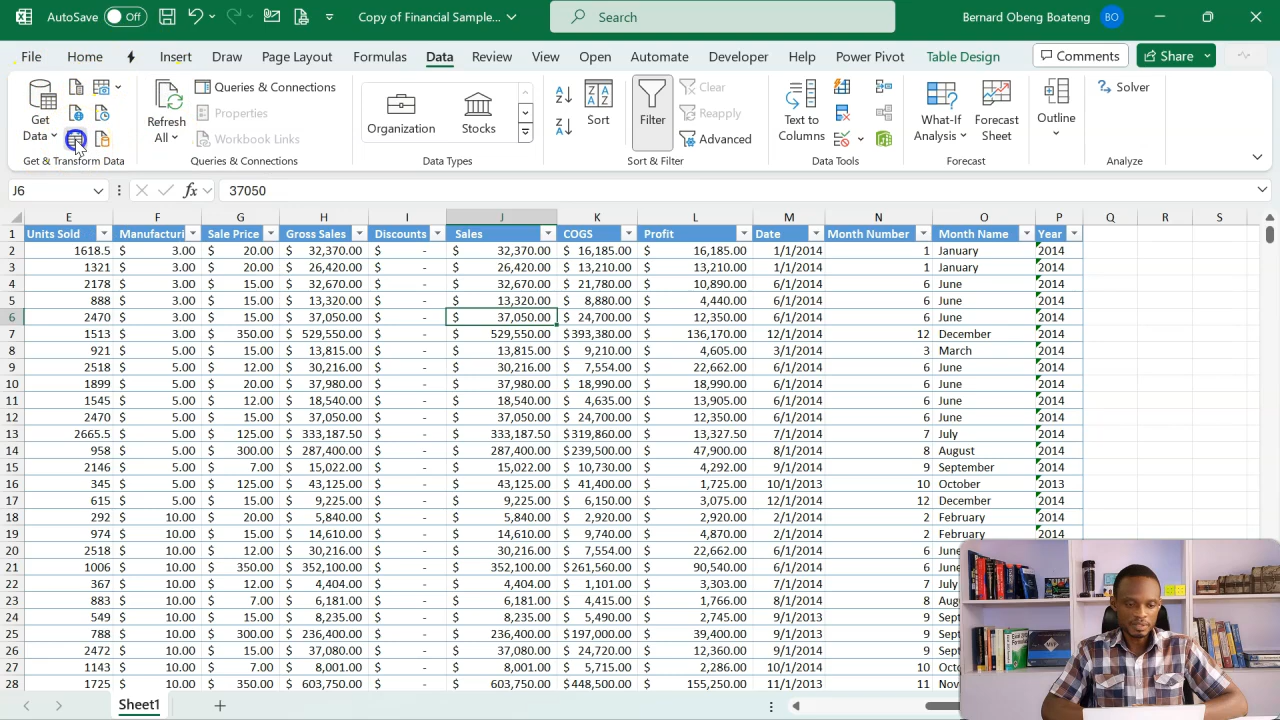 AutoSave Off Copy of Financial Sample... Search Bernard Obeng Boateng BO
File Home Insert Draw Page Layout Formulas Data Review View Open Automate Developer Help Power Pivot Table Design Comments Share
Get Data
Refresh All
Queries & Connections
Properties
Workbook Links
Organization
Stocks
Sort
Filter
Clear
Reapply
Advanced
Text to Columns
What-If Analysis
Forecast Sheet
Outline
Solver
Get & Transform Data Queries & Connections Data Types Sort & Filter Data Tools Forecast Analyze
J6 fx 37050
E F G H I J K L M N O P Q R S
1 Units Sold Manufacturi Sale Price Gross Sales Discounts Sales COGS Profit Date Month Number Month Name Year
2 1618.5 $ 3.00 $ 20.00 $ 32,370.00 $ - $ 32,370.00 $ 16,185.00 $ 16,185.00 1/1/2014 1 January 2014
3 1321 $ 3.00 $ 20.00 $ 26,420.00 $ - $ 26,420.00 $ 13,210.00 $ 13,210.00 1/1/2014 1 January 2014
4 2178 $ 3.00 $ 15.00 $ 32,670.00 $ - $ 32,670.00 $ 21,780.00 $ 10,890.00 6/1/2014 6 June 2014
5 888 $ 3.00 $ 15.00 $ 13,320.00 $ - $ 13,320.00 $ 8,880.00 $ 4,440.00 6/1/2014 6 June 2014
6 2470 $ 3.00 $ 15.00 $ 37,050.00 $ - $ 37,050.00 $ 24,700.00 $ 12,350.00 6/1/2014 6 June 2014
7 1513 $ 3.00 $ 350.00 $ 529,550.00 $ - $ 529,550.00 $393,380.00 $ 136,170.00 12/1/2014 12 December 2014
8 921 $ 5.00 $ 15.00 $ 13,815.00 $ - $ 13,815.00 $ 9,210.00 $ 4,605.00 3/1/2014 3 March 2014
9 2518 $ 5.00 $ 12.00 $ 30,216.00 $ - $ 30,216.00 $ 7,554.00 $ 22,662.00 6/1/2014 6 June 2014
10 1899 $ 5.00 $ 20.00 $ 37,980.00 $ - $ 37,980.00 $ 18,990.00 $ 18,990.00 6/1/2014 6 June 2014
11 1545 $ 5.00 $ 12.00 $ 18,540.00 $ - $ 18,540.00 $ 4,635.00 $ 13,905.00 6/1/2014 6 June 2014
12 2470 $ 5.00 $ 15.00 $ 37,050.00 $ - $ 37,050.00 $ 24,700.00 $ 12,350.00 6/1/2014 6 June 2014
13 2665.5 $ 5.00 $ 125.00 $ 333,187.50 $ - $ 333,187.50 $319,860.00 $ 13,327.50 7/1/2014 7 July 2014
14 958 $ 5.00 $ 300.00 $ 287,400.00 $ - $ 287,400.00 $239,500.00 $ 47,900.00 8/1/2014 8 August 2014
15 2146 $ 5.00 $ 7.00 $ 15,022.00 $ - $ 15,022.00 $ 10,730.00 $ 4,292.00 9/1/2014 9 September 2014
16 345 $ 5.00 $ 125.00 $ 43,125.00 $ - $ 43,125.00 $ 41,400.00 $ 1,725.00 10/1/2013 10 October 2013
17 615 $ 5.00 $ 15.00 $ 9,225.00 $ - $ 9,225.00 $ 6,150.00 $ 3,075.00 12/1/2014 12 December 2014
18 292 $ 10.00 $ 20.00 $ 5,840.00 $ - $ 5,840.00 $ 2,920.00 $ 2,920.00 2/1/2014 2 February 2014
19 974 $ 10.00 $ 15.00 $ 14,610.00 $ - $ 14,610.00 $ 9,740.00 $ 4,870.00 2/1/2014 2 February 2014
20 2518 $ 10.00 $ 12.00 $ 30,216.00 $ - $ 30,216.00 $ 7,554.00 $ 22,662.00 6/1/2014 6 June
21 1006 $ 10.00 $ 350.00 $ 352,100.00 $ - $ 352,100.00 $261,560.00 $ 90,540.00 6/1/2014 6 June
22 367 $ 10.00 $ 12.00 $ 4,404.00 $ - $ 4,404.00 $ 1,101.00 $ 3,303.00 7/1/2014 7 July
23 883 $ 10.00 $ 7.00 $ 6,181.00 $ - $ 6,181.00 $ 4,415.00 $ 1,766.00 8/1/2014 8 Aug
24 549 $ 10.00 $ 15.00 $ 8,235.00 $ - $ 8,235.00 $ 5,490.00 $ 2,745.00 9/1/2013 9 Sep
25 788 $ 10.00 $ 300.00 $ 236,400.00 $ - $ 236,400.00 $197,000.00 $ 39,400.00 9/1/2013 9 Sep
26 2472 $ 10.00 $ 15.00 $ 37,080.00 $ - $ 37,080.00 $ 24,720.00 $ 12,360.00 9/1/2014 9 Sep
27 1143 $ 10.00 $ 7.00 $ 8,001.00 $ - $ 8,001.00 $ 5,715.00 $ 2,286.00 10/1/2014 10 Oct
28 1725 $ 10.00 $ 350.00 $ 603,750.00 $ - $ 603,750.00 $448,500.00 $ 155,250.00 11/1/2013 11 Nov
Sheet1